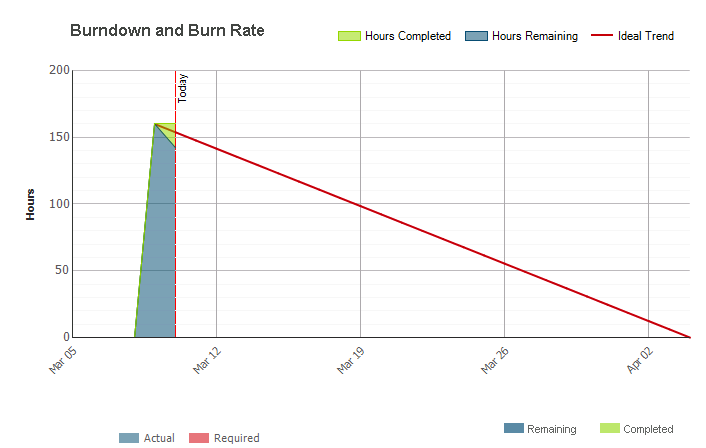 Burndown and Burn Rate
Hours Completed Hours Remaining Ideal Trend
200
150
100
50
0
Hours
Today
Mar 05 Mar 12 Mar 19 Mar 26 Apr 02
Actual Required
Remaining Completed